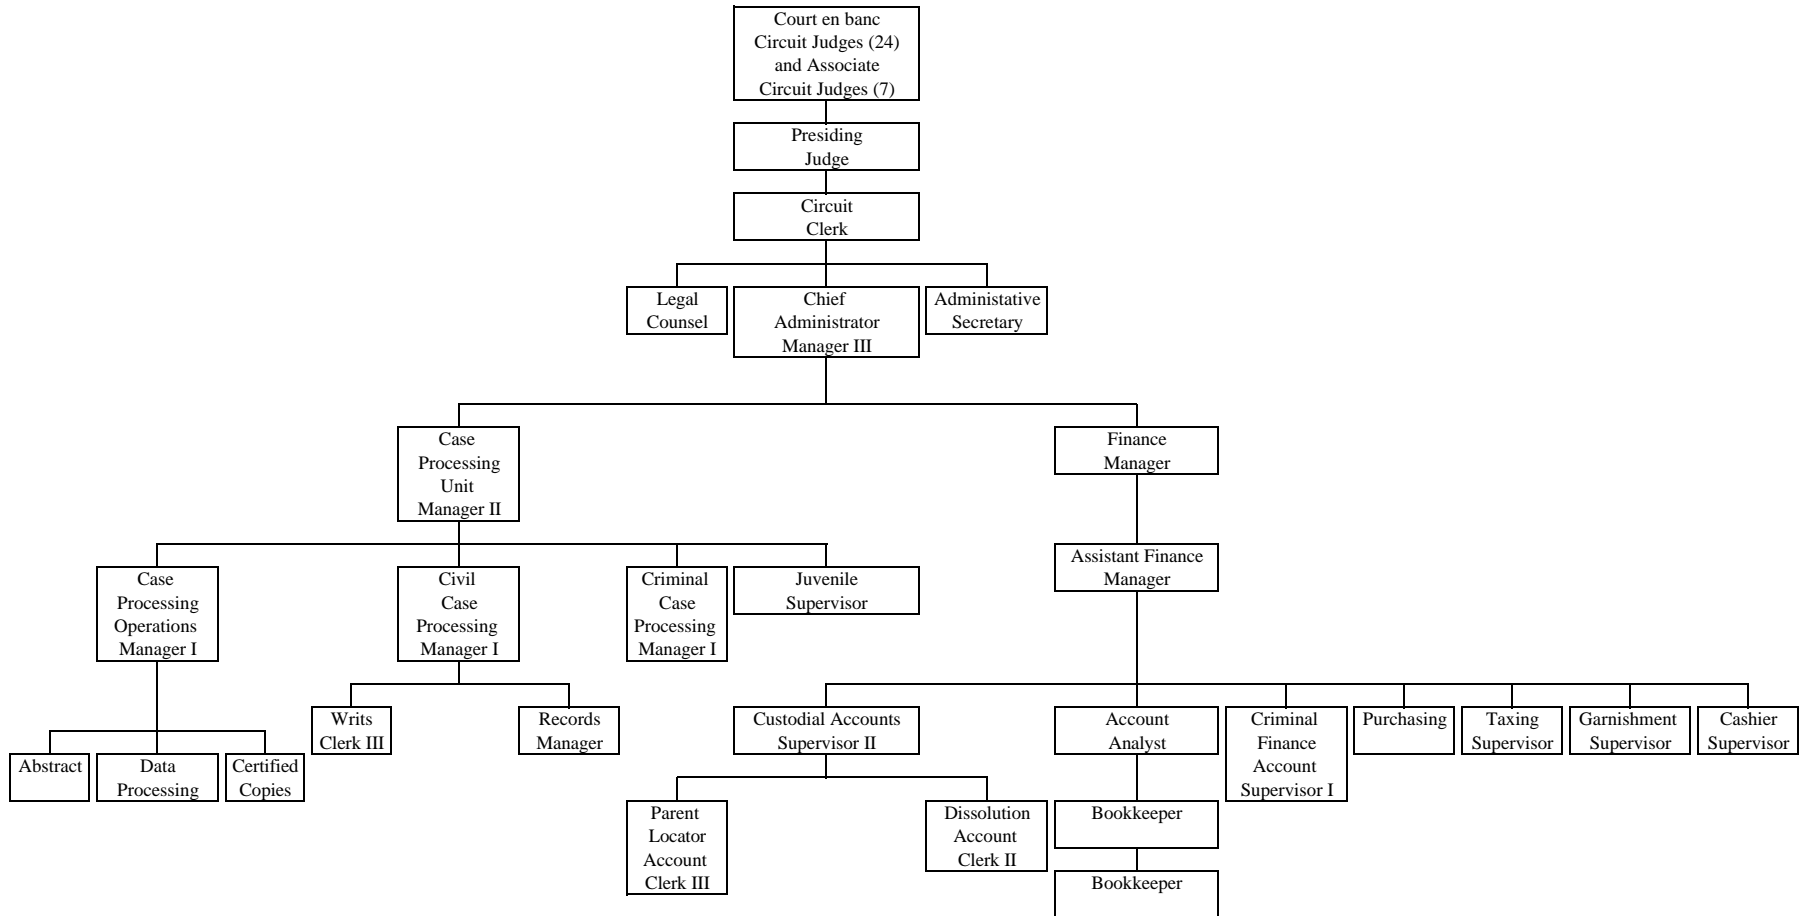 Court en banc
Circuit Judges (24)
and Associate
Circuit Judges (7)
Presiding
Judge
Circuit
Clerk
Legal
Counsel
Chief
Administrator
Manager III
Administative
Secretary
Case
Processing
Unit
Manager II
Finance
Manager
Assistant Finance
Manager
Case
Processing
Operations
Manager I
Civil
Case
Processing
Manager I
Criminal
Case
Processing
Manager I
Juvenile
Supervisor
Writs
Clerk III
Records
Manager
Custodial Accounts
Supervisor II
Account
Analyst
Criminal
Finance
Account
Supervisor I
Purchasing
Taxing
Supervisor
Garnishment
Supervisor
Cashier
Supervisor
Abstract
Data
Processing
Certified
Copies
Parent
Locator
Account
Clerk III
Dissolution
Account
Clerk II
Bookkeeper
Bookkeeper